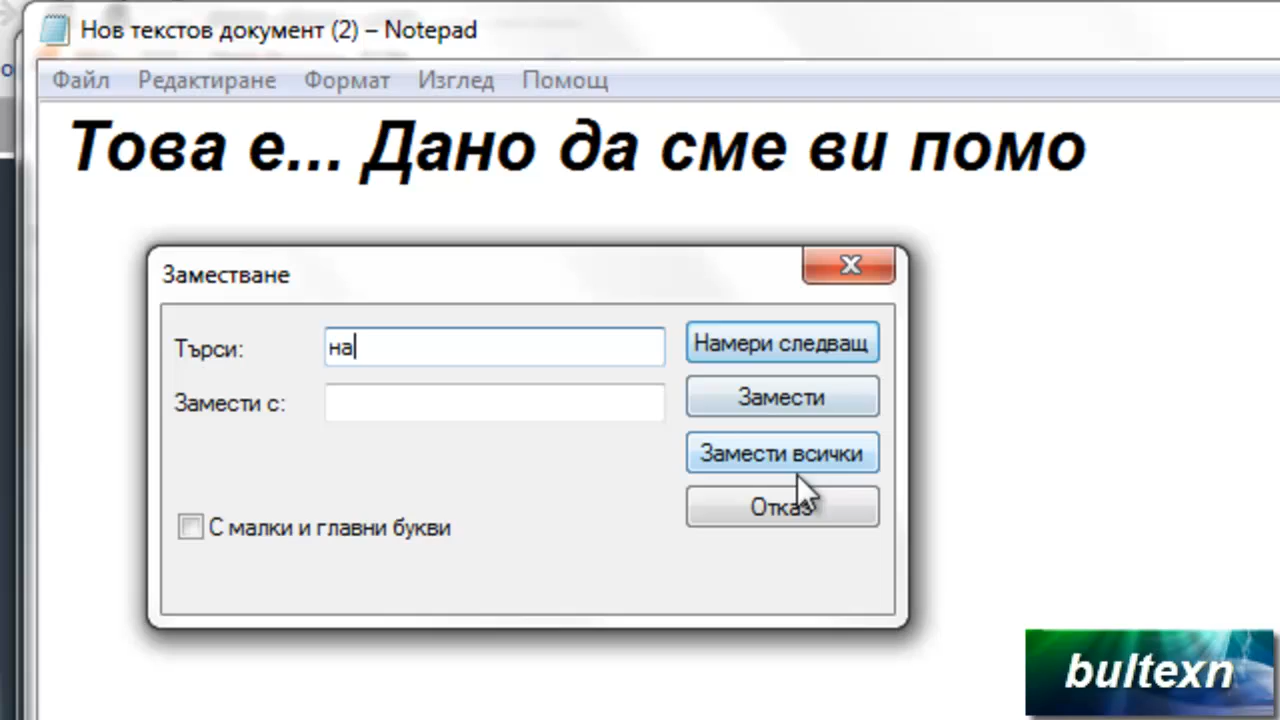 Нов текстов документ (2) – Notepad
Файл Редактиране Формат Изглед Помощ
Това е... Дано да сме ви помо
Заместване
Търси: на Намери следващ
Замести с: Замести
Замести всички
Отказ
С малки и главни букви
bultexn